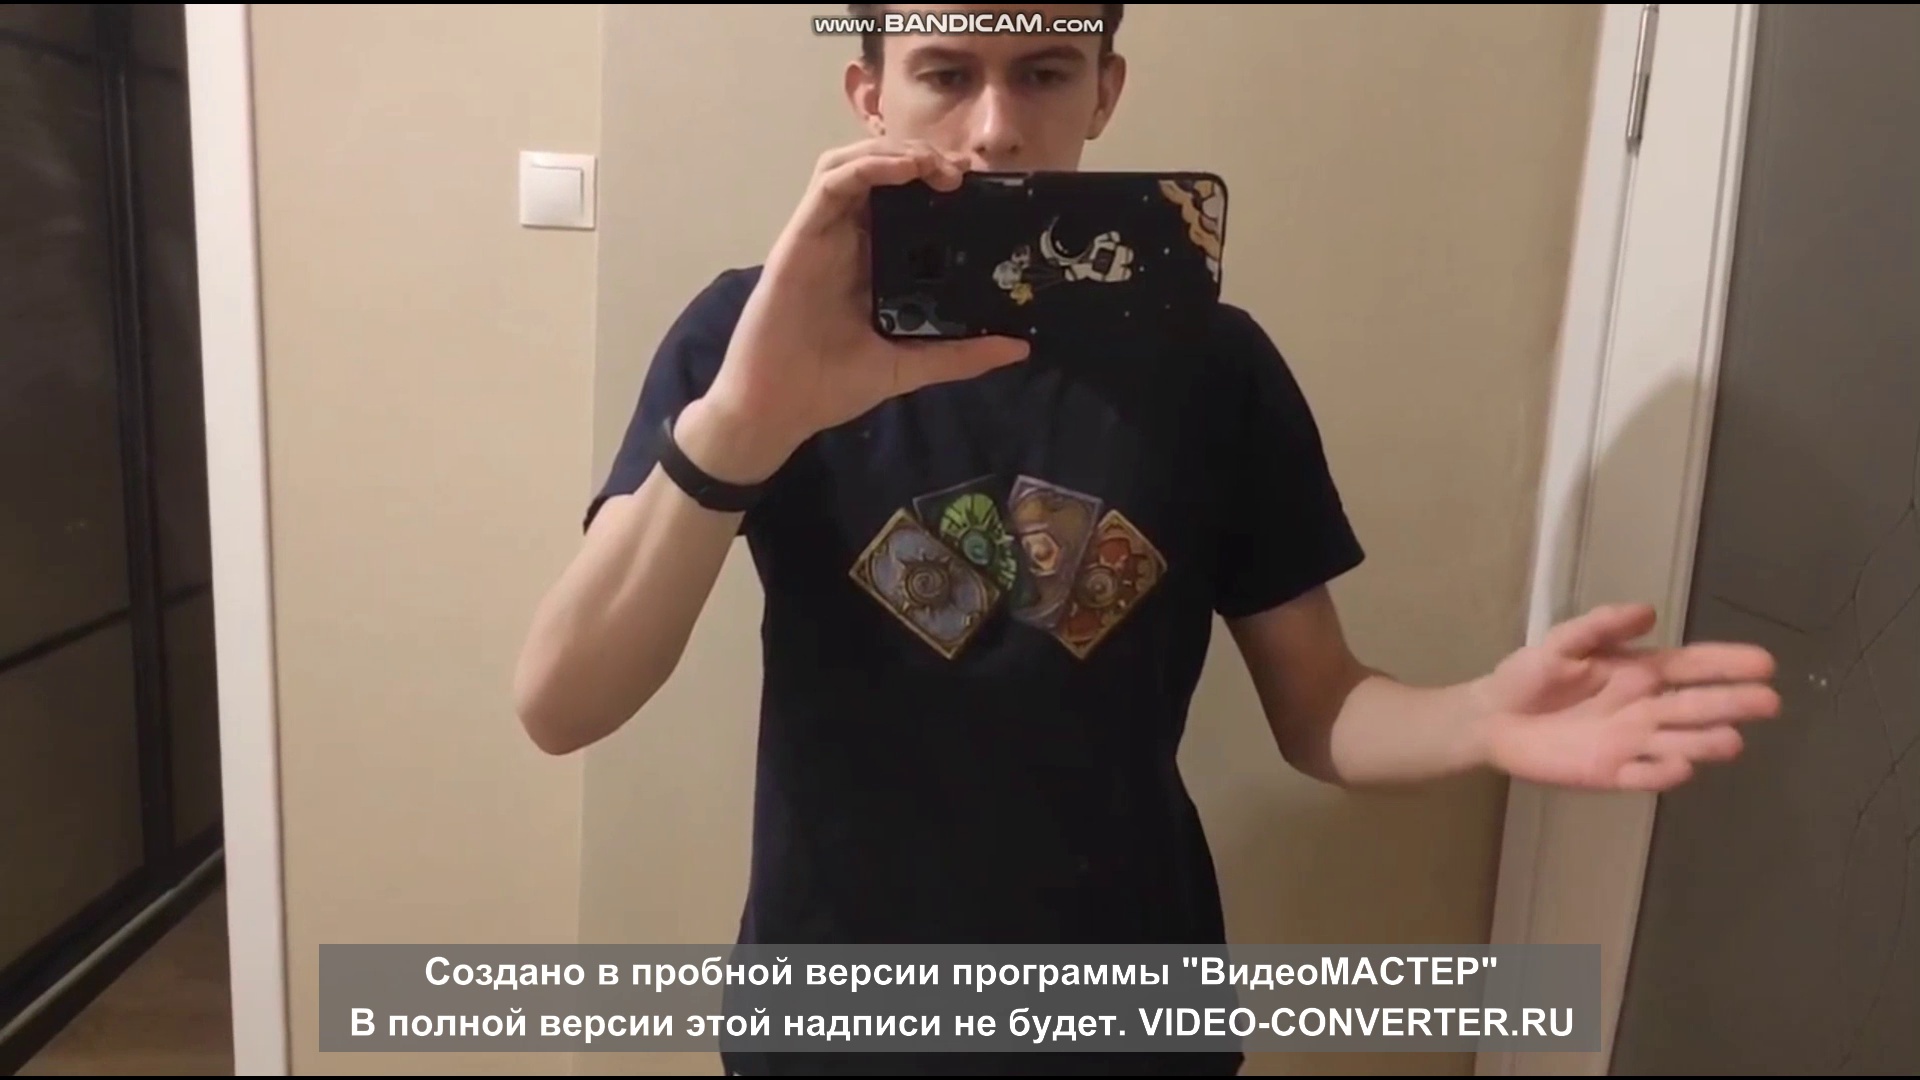 www.BANDICAM.com
Создано в пробной версии программы "ВидеоМАСТЕР"
В полной версии этой надписи не будет. VIDEO-CONVERTER.RU